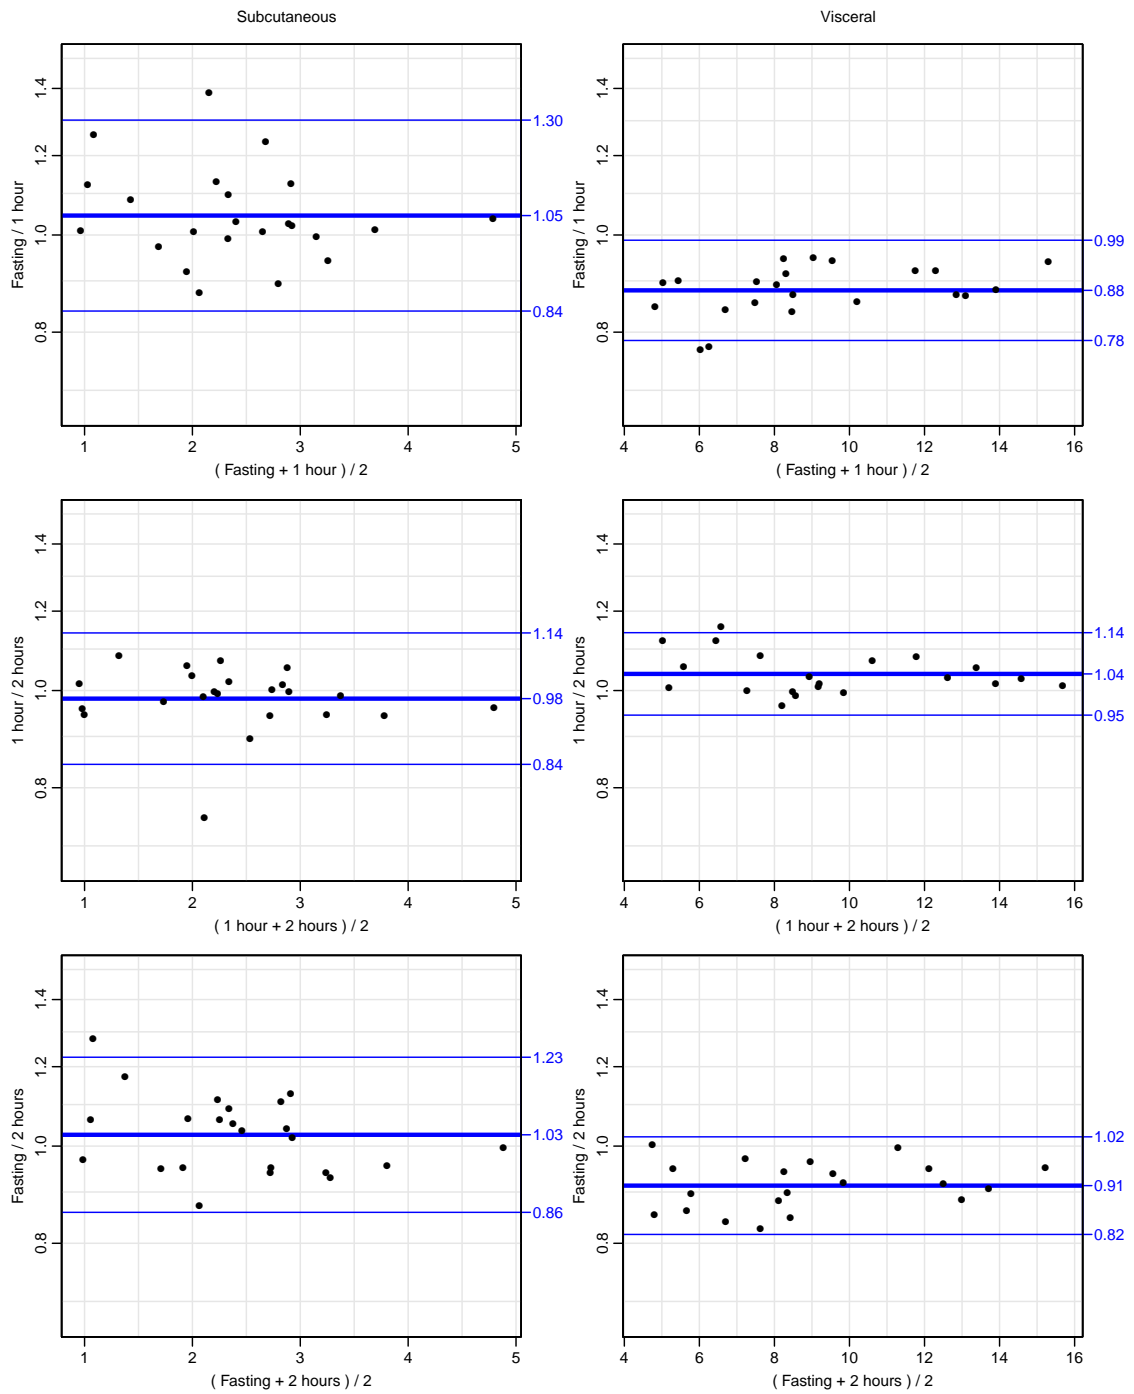 Subcutaneous
Visceral
Fasting / 1 hour
1.4
1.2
1.0
0.8
1.30
1.05
0.84
1 2 3 4 5
( Fasting + 1 hour ) / 2
Fasting / 1 hour
1.4
1.2
1.0
0.8
0.99
0.88
0.78
4 6 8 10 12 14 16
( Fasting + 1 hour ) / 2
1 hour / 2 hours
1.4
1.2
1.0
0.8
1.14
0.98
0.84
1 2 3 4 5
( 1 hour + 2 hours ) / 2
1 hour / 2 hours
1.4
1.2
1.0
0.8
1.14
1.04
0.95
4 6 8 10 12 14 16
( 1 hour + 2 hours ) / 2
Fasting / 2 hours
1.4
1.2
1.0
0.8
1.23
1.03
0.86
1 2 3 4 5
( Fasting + 2 hours ) / 2
Fasting / 2 hours
1.4
1.2
1.0
0.8
1.02
0.91
0.82
4 6 8 10 12 14 16
( Fasting + 2 hours ) / 2